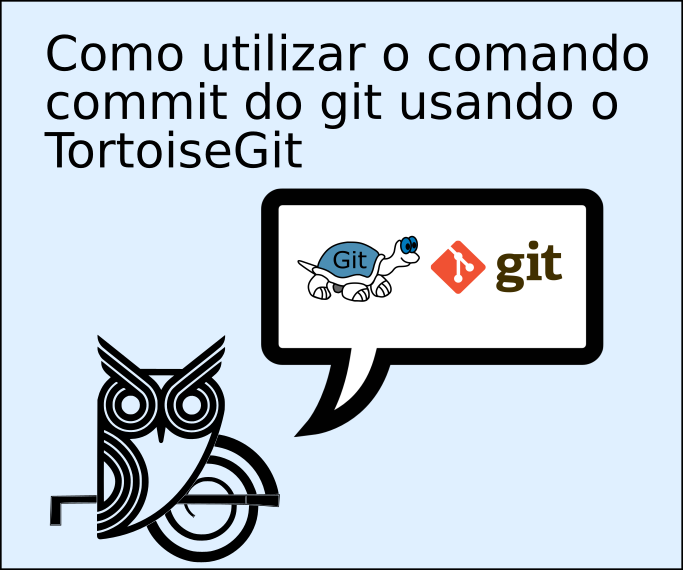 Como utilizar o comando
commit do git usando o
TortoiseGit
Git
git